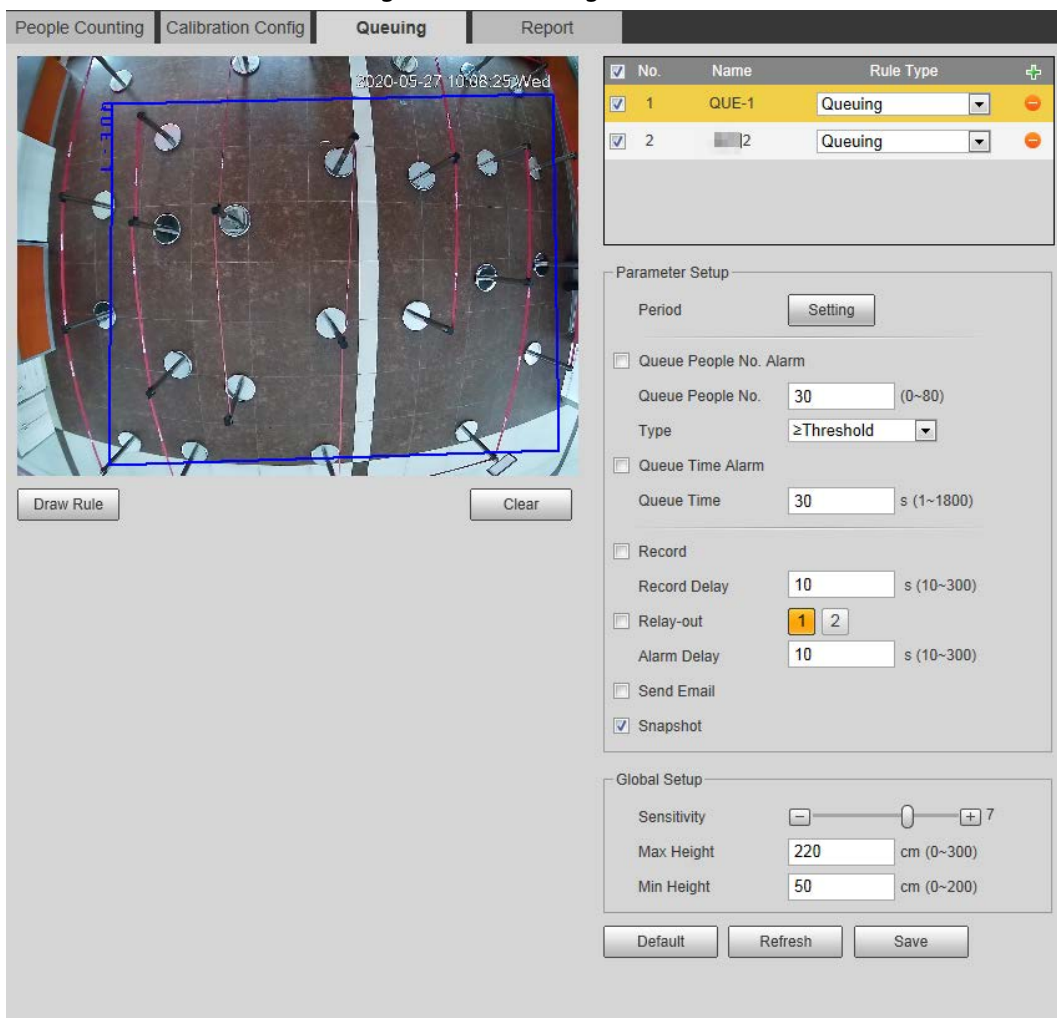 People Counting Calibration Config Queuing Report
2020-05-27 10:08:25 Wed
No. Name Rule Type
1 QUE-1 Queuing
2 2 Queuing
Parameter Setup
Period Setting
Queue People No. Alarm
Queue People No. 30 (0~80)
Type ≥Threshold
Queue Time Alarm
Queue Time 30 s (1~1800)
Record
Record Delay 10 s (10~300)
Relay-out 1 2
Alarm Delay 10 s (10~300)
Send Email
Snapshot
Draw Rule Clear
Global Setup
Sensitivity 7
Max Height 220 cm (0~300)
Min Height 50 cm (0~200)
Default Refresh Save